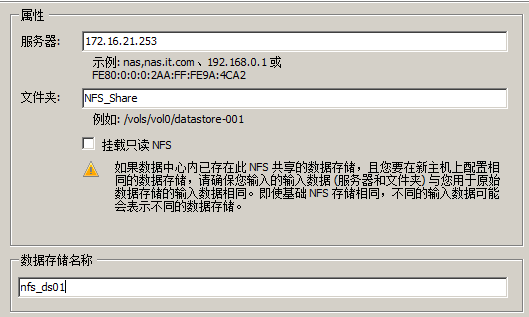 属性
服务器: 172.16.21.253
示例: nas,nas.it.com、192.168.0.1 或
FE80:0:0:0:2AA:FF:FE9A:4CA2
文件夹: NFS_Share
例如: /vols/vol0/datastore-001
挂载只读 NFS
如果数据中心内已存在此 NFS 共享的数据存储，且您要在新主机上配置相
同的数据存储，请确保您输入的输入数据 (服务器和文件夹) 与您用于原始
数据存储的输入数据相同。即使基础 NFS 存储相同，不同的输入数据可能
会表示不同的数据存储。
数据存储名称
nfs_ds01